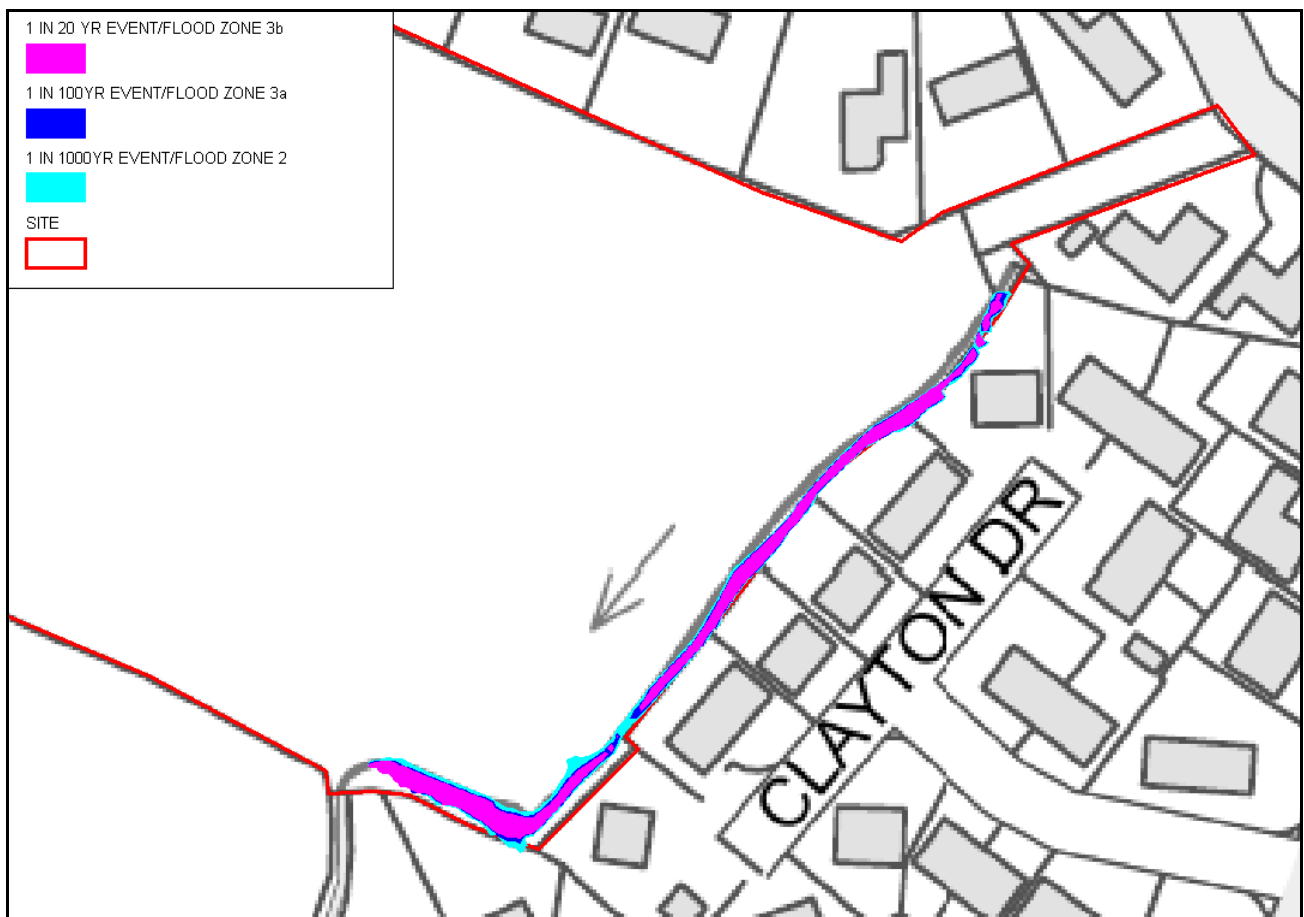 1 IN 20 YR EVENT/FLOOD ZONE 3b
1 IN 100YR EVENT/FLOOD ZONE 3a
1 IN 1000YR EVENT/FLOOD ZONE 2
SITE
CLAYTON DR